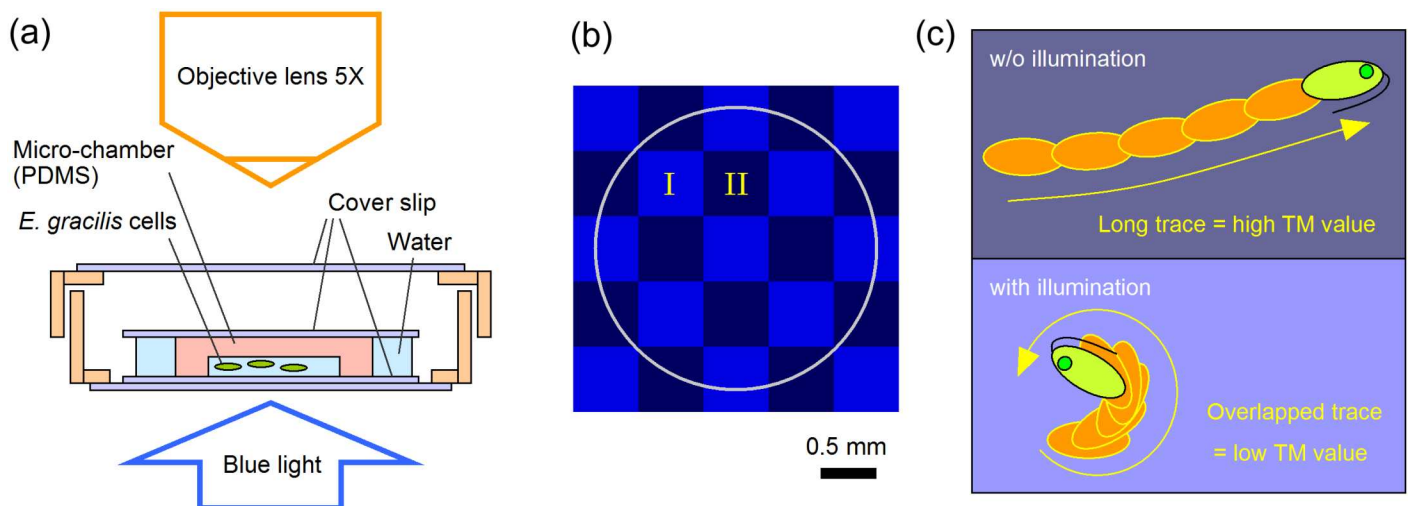 (a)
Objective lens 5X
Micro-chamber
(PDMS)
E. gracilis cells
Cover slip
Water
Blue light
(b)
I
II
0.5 mm
(c)
w/o illumination
Long trace = high TM value
with illumination
Overlapped trace
= low TM value